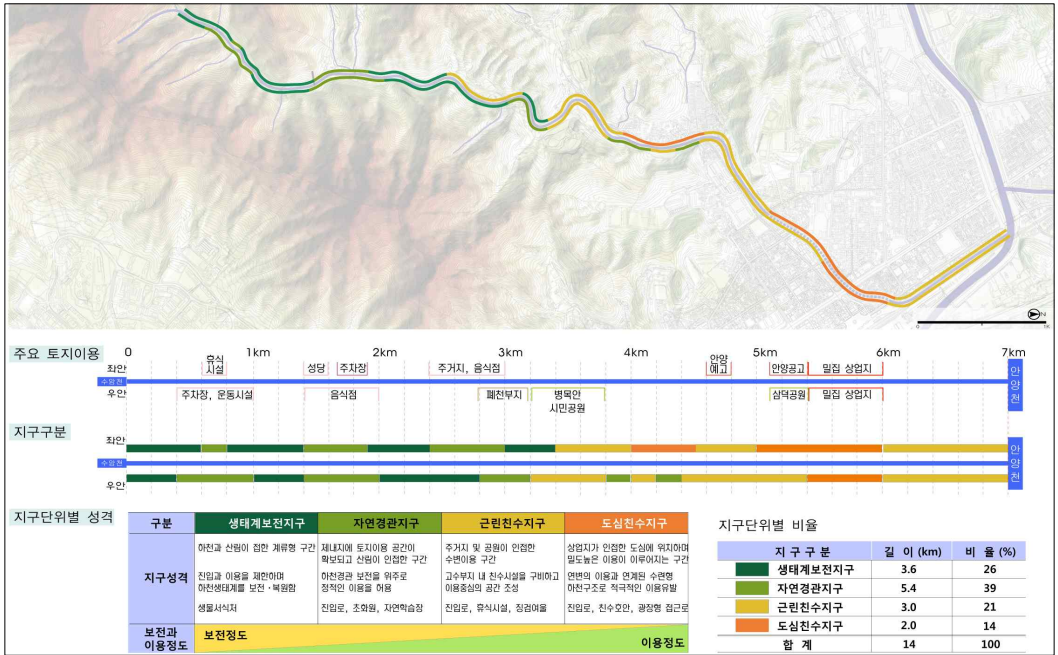 N
0
주요 토지이용
0 1km 2km 3km 4km 5km 6km 7km
좌안
휴식
시설
성당
주차장
주거지, 음식점
안양
예고
안양공고
밀집 상업지
수암천
안양천
우안
주차장, 운동시설
음식점
폐천부지
병목안
시민공원
삼덕공원
밀집 상업지
지구구분
좌안
수암천
안양천
우안
지구단위별 성격
구분 생태계보전지구 자연경관지구 근린친수지구 도심친수지구
지구성격
하천과 산림이 접한 계류형 구간
진입과 이용을 제한하며
하천생태계를 보전·복원함
생물서식처
제내지에 토지이용 공간이
확보되고 산림이 인접한 구간
하천경관 보전을 위주로
정적인 이용을 허용
진입로, 초화원, 자연학습장
주거지 및 공원이 인접한
수변이용 구간
고수부지 내 친수시설을 구비하고
이용중심의 공간 조성
진입로, 휴식시설, 징검여울
상업지가 인접한 도심에 위치하며
밀도높은 이용이 이루어지는 구간
연변의 이용과 연계된 수련형
하천구조로 적극적인 이용유발
진입로, 친수호안, 광장형 접근로
보전과
이용정도
보전정도
이용정도
지구단위별 비율
지 구 구 분 길 이 (km) 비 율 (%)
생태계보전지구 3.6 26
자연경관지구 5.4 39
근린친수지구 3.0 21
도심친수지구 2.0 14
합 계 14 100